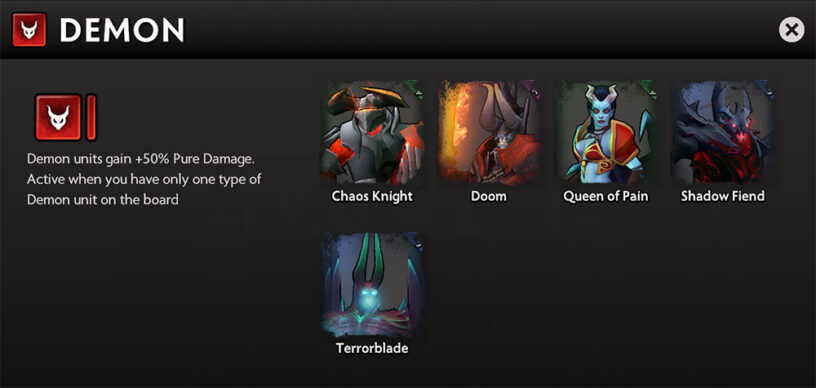 DEMON
Demon units gain +50% Pure Damage.
Active when you have only one type of
Demon unit on the board
Chaos Knight
Doom
Queen of Pain
Shadow Fiend
Terrorblade